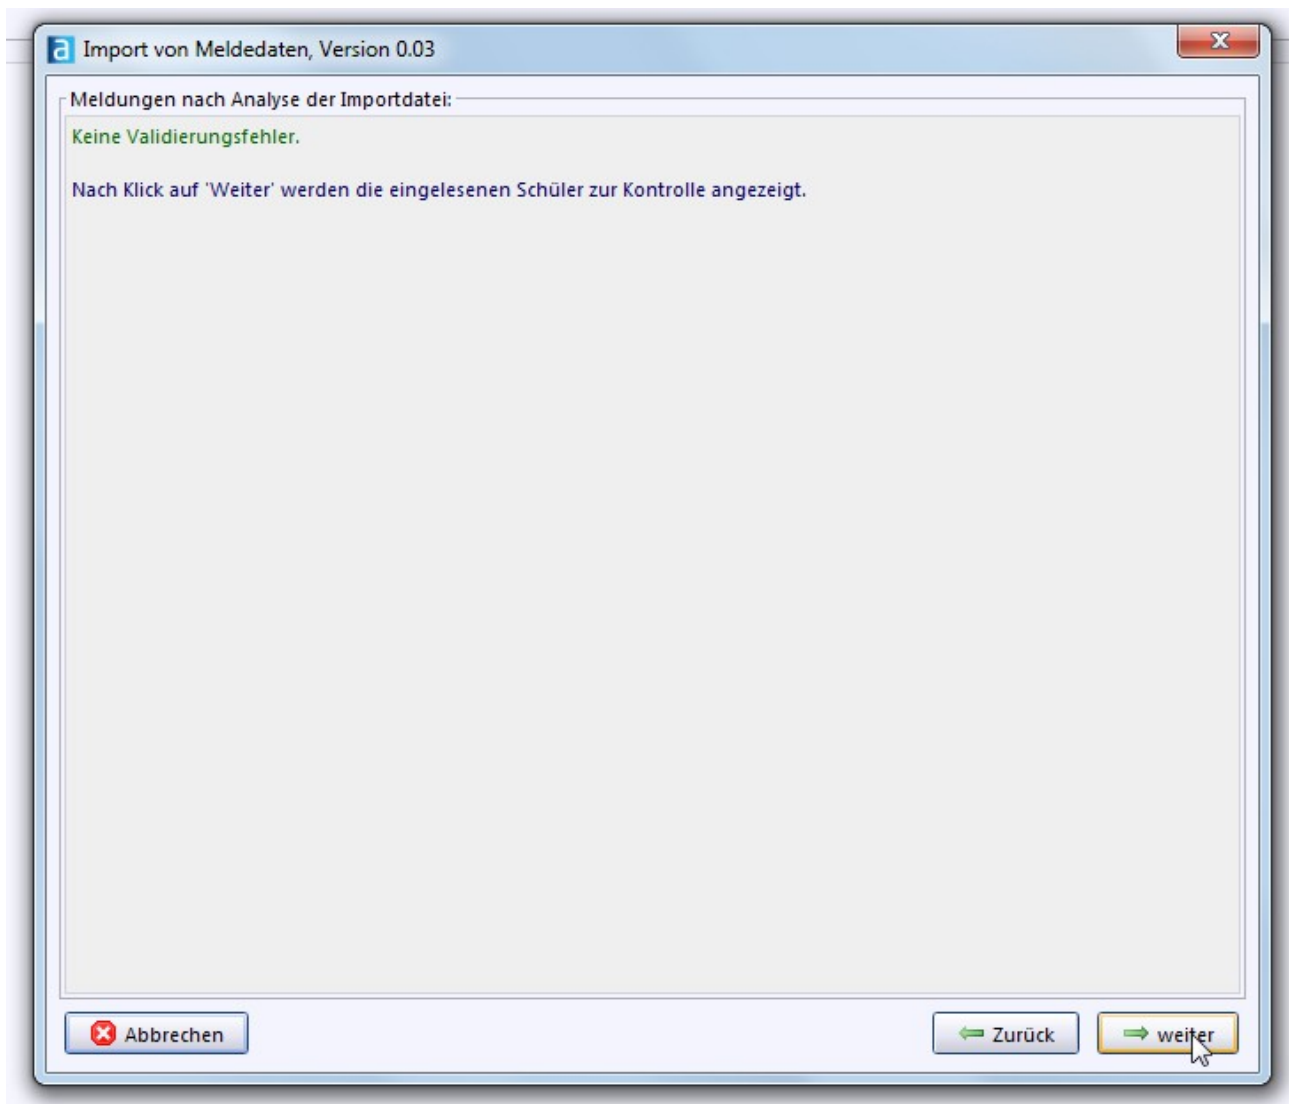 a Import von Meldedaten, Version 0.03
Meldungen nach Analyse der Importdatei:
Keine Validierungsfehler.
Nach Klick auf 'Weiter' werden die eingelesenen Schüler zur Kontrolle angezeigt.
Abbrechen
Zurück
weiter